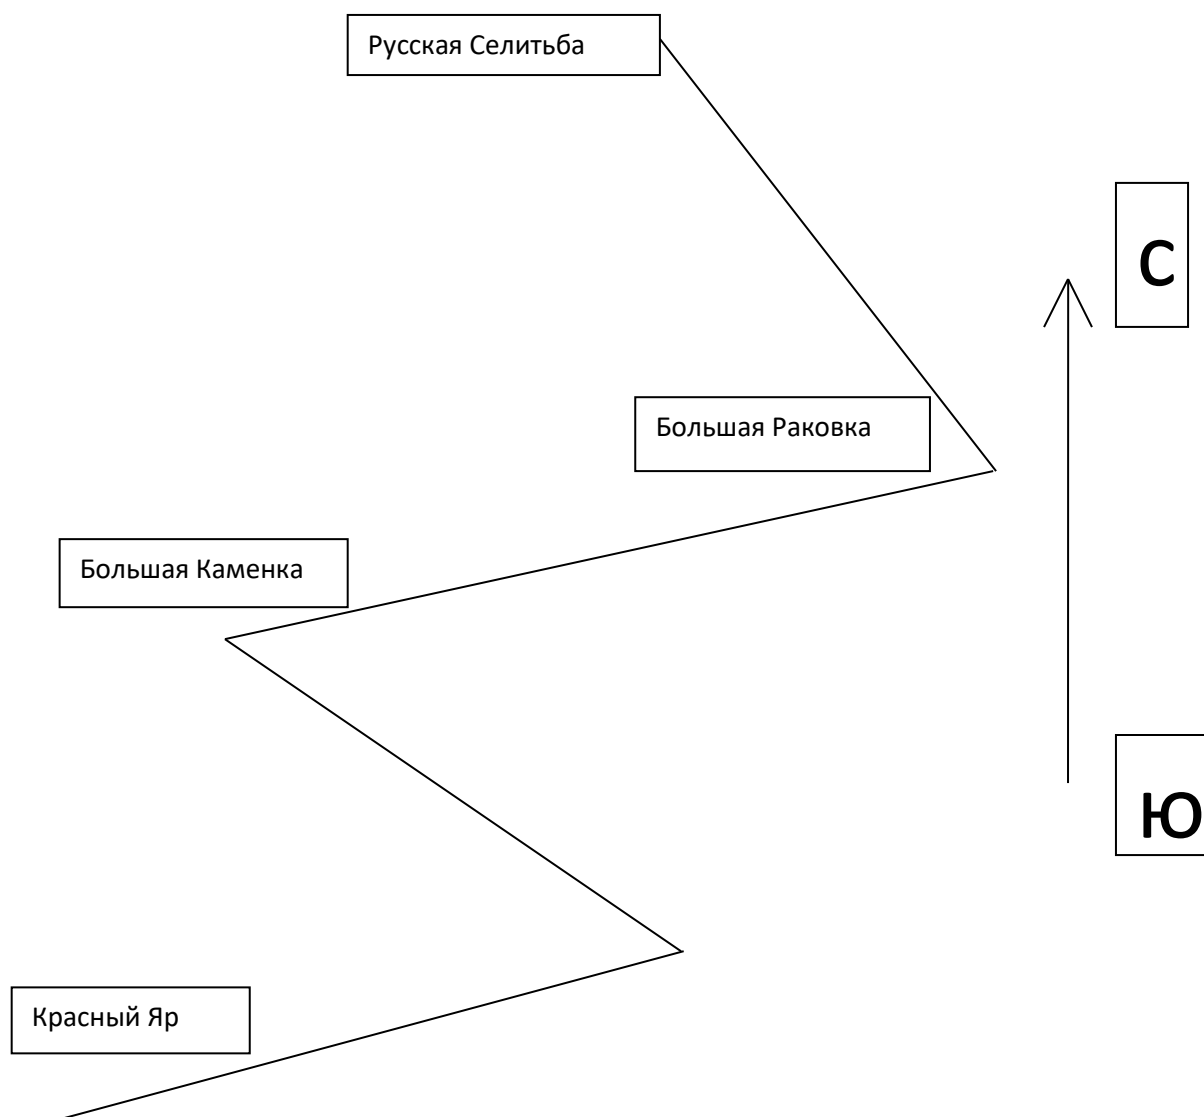 Русская Селитьба
С
Большая Раковка
Большая Каменка
Ю
Красный Яр